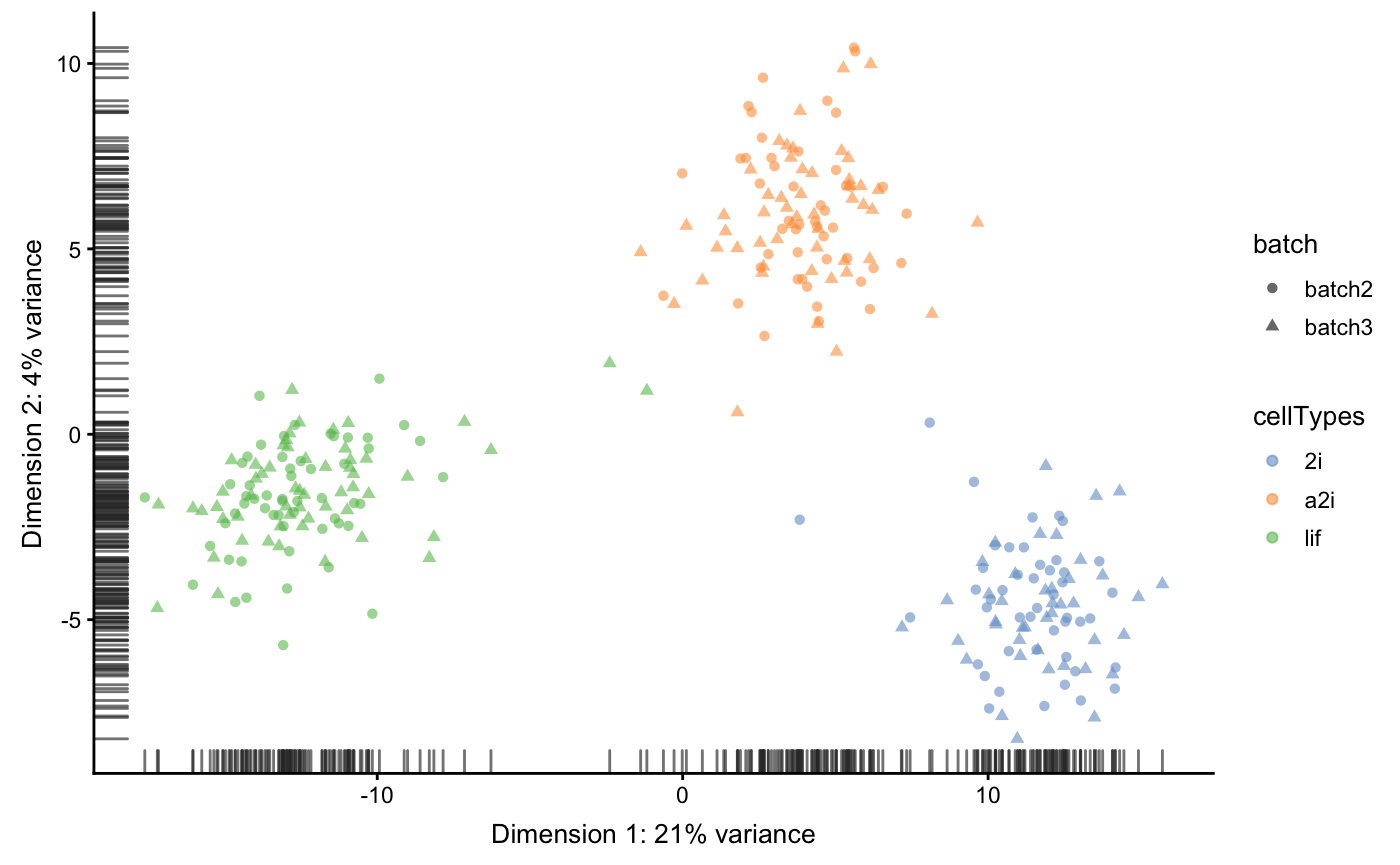 10
5
0
-5
Dimension 2: 4% variance
-10
0
10
Dimension 1: 21% variance
batch
batch2
batch3
cellTypes
2i
a2i
lif